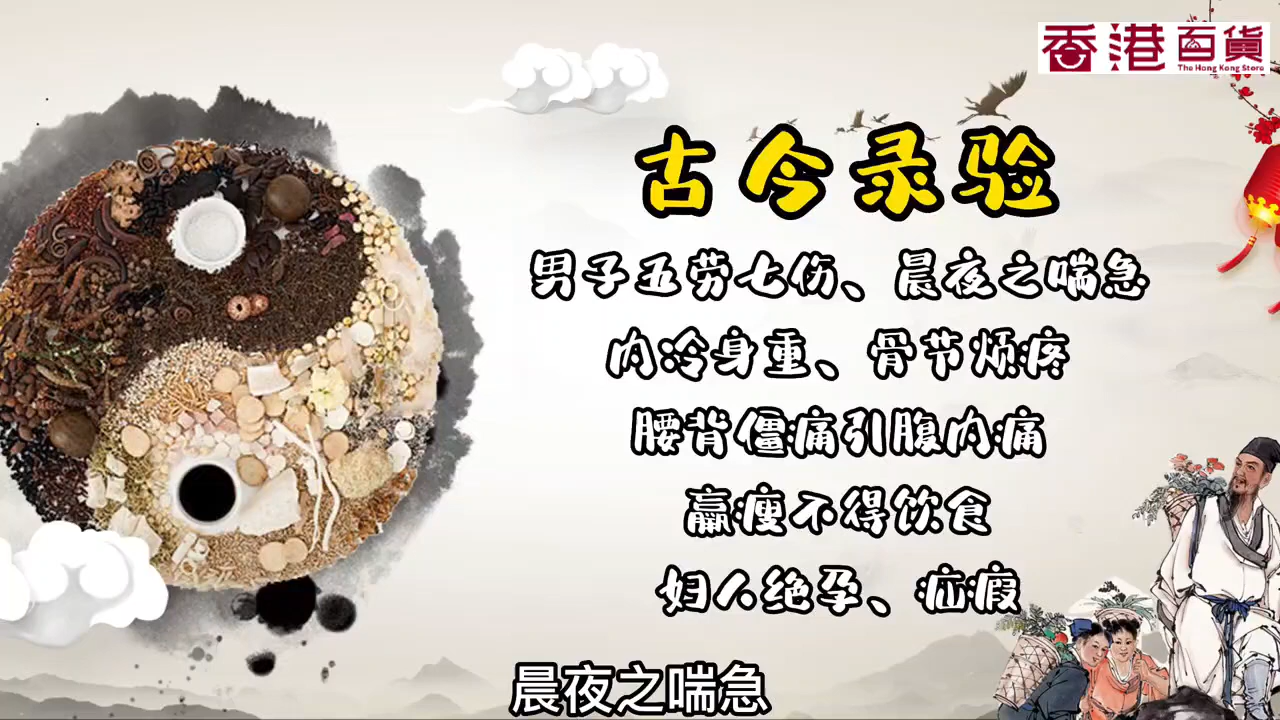 香港百貨
The Hong Kong Store
古今录验
男子五劳七伤、晨夜之喘急
内冷身重、骨节烦疼
腰背僵痛引腹内痛
羸瘦不得饮食
妇人绝孕、疝瘕
晨夜之喘急